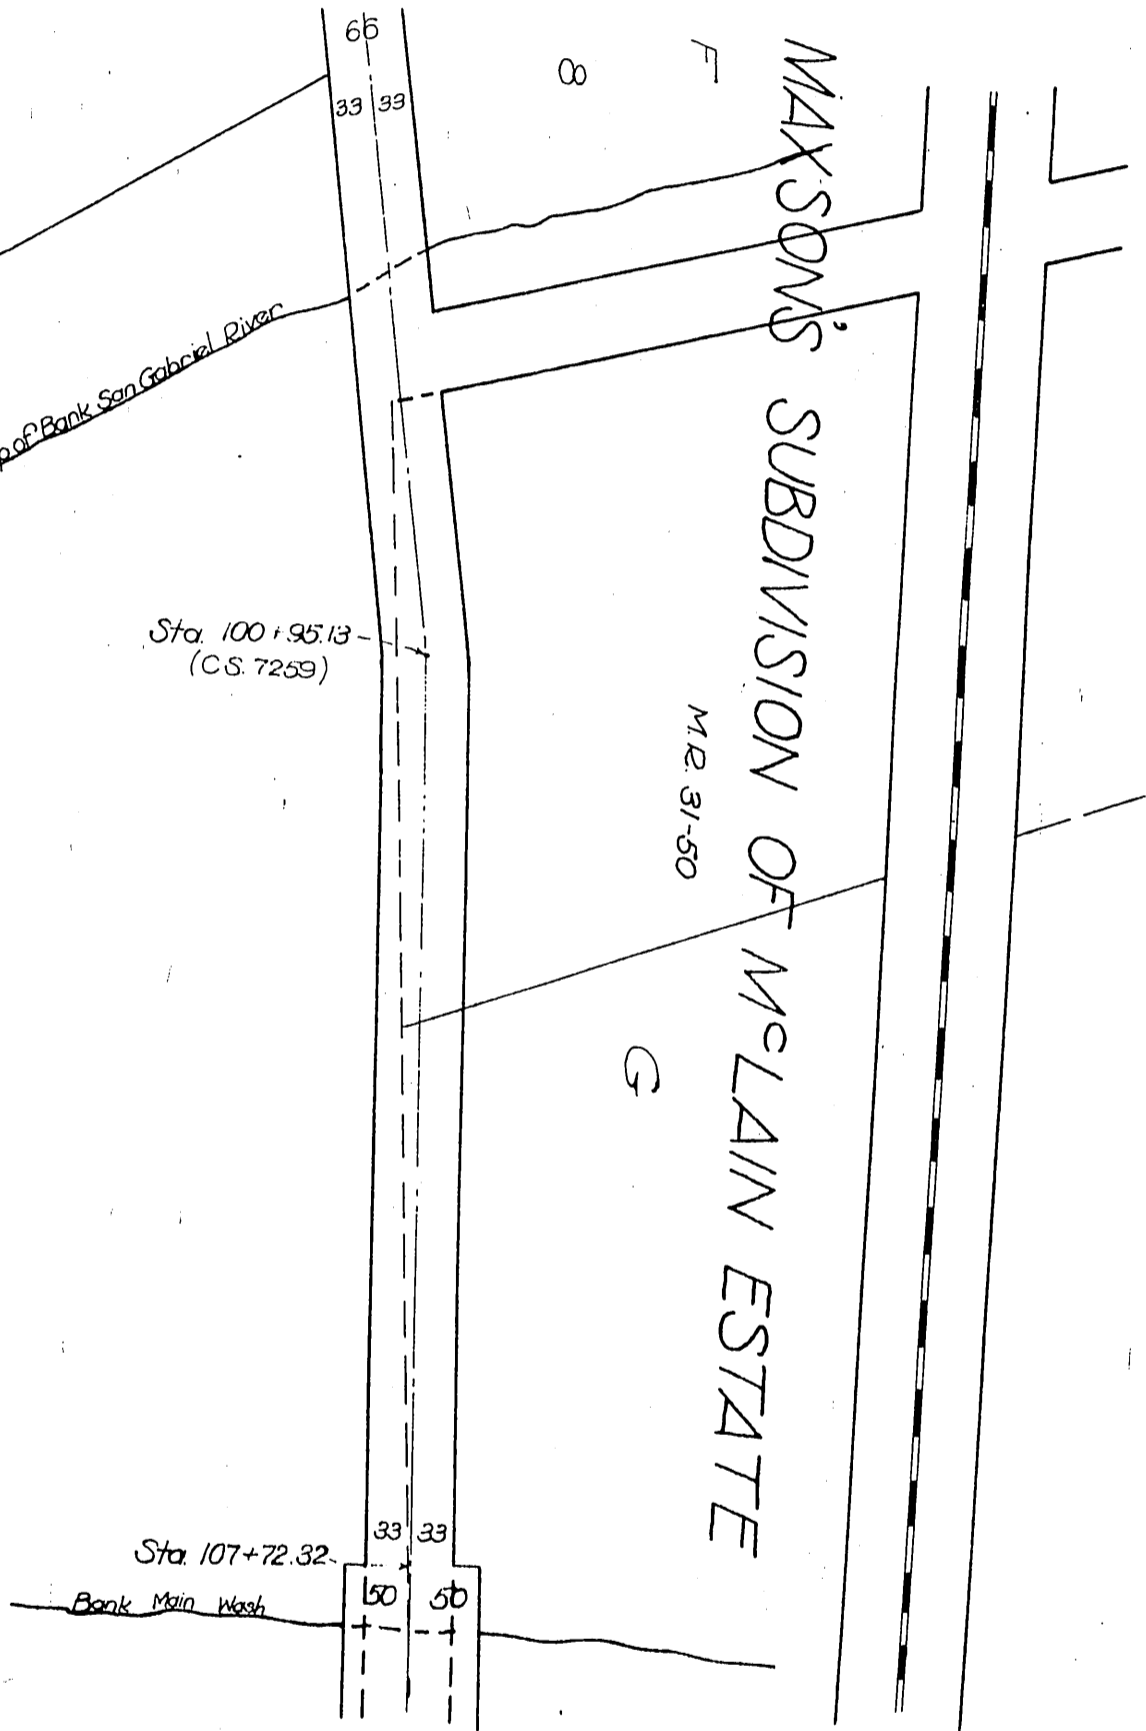 66
33 33
8
F
MAXSON'S SUBDIVISION OF McLAIN ESTATE
of Bank San Gabriel River
Sta. 100+95.13
(C.S. 7259)
M.R. 31-50
G
33 33
Sta. 107+72.32
50 50
Bank Main Wash